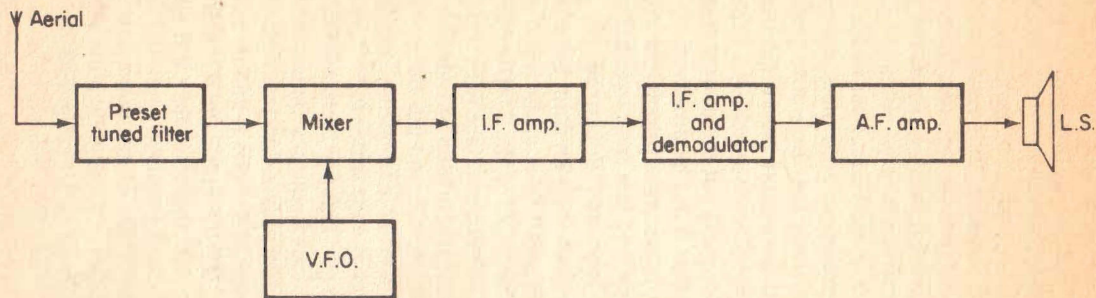 Aerial
Preset
tuned filter
Mixer
I.F. amp.
I.F. amp.
and
demodulator
A.F. amp.
L.S.
V.F.O.